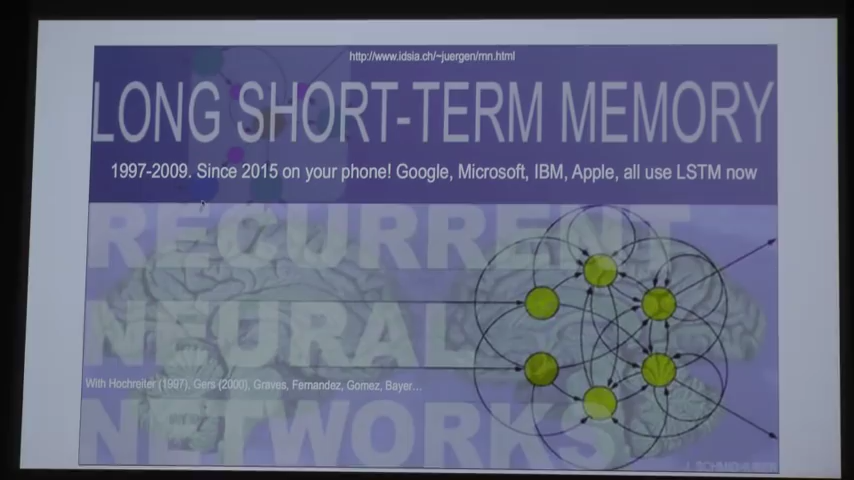 http://www.idsia.ch/~juergen/rnn.html
LONG SHORT-TERM MEMORY
1997-2009. Since 2015 on your phone! Google, Microsoft, IBM, Apple, all use LSTM now
RECURRENT
NEURAL
With Hochreiter (1997), Gers (2000), Graves, Fernandez, Gomez, Bayer...
NETWORKS
J. SCHMIDHUBER